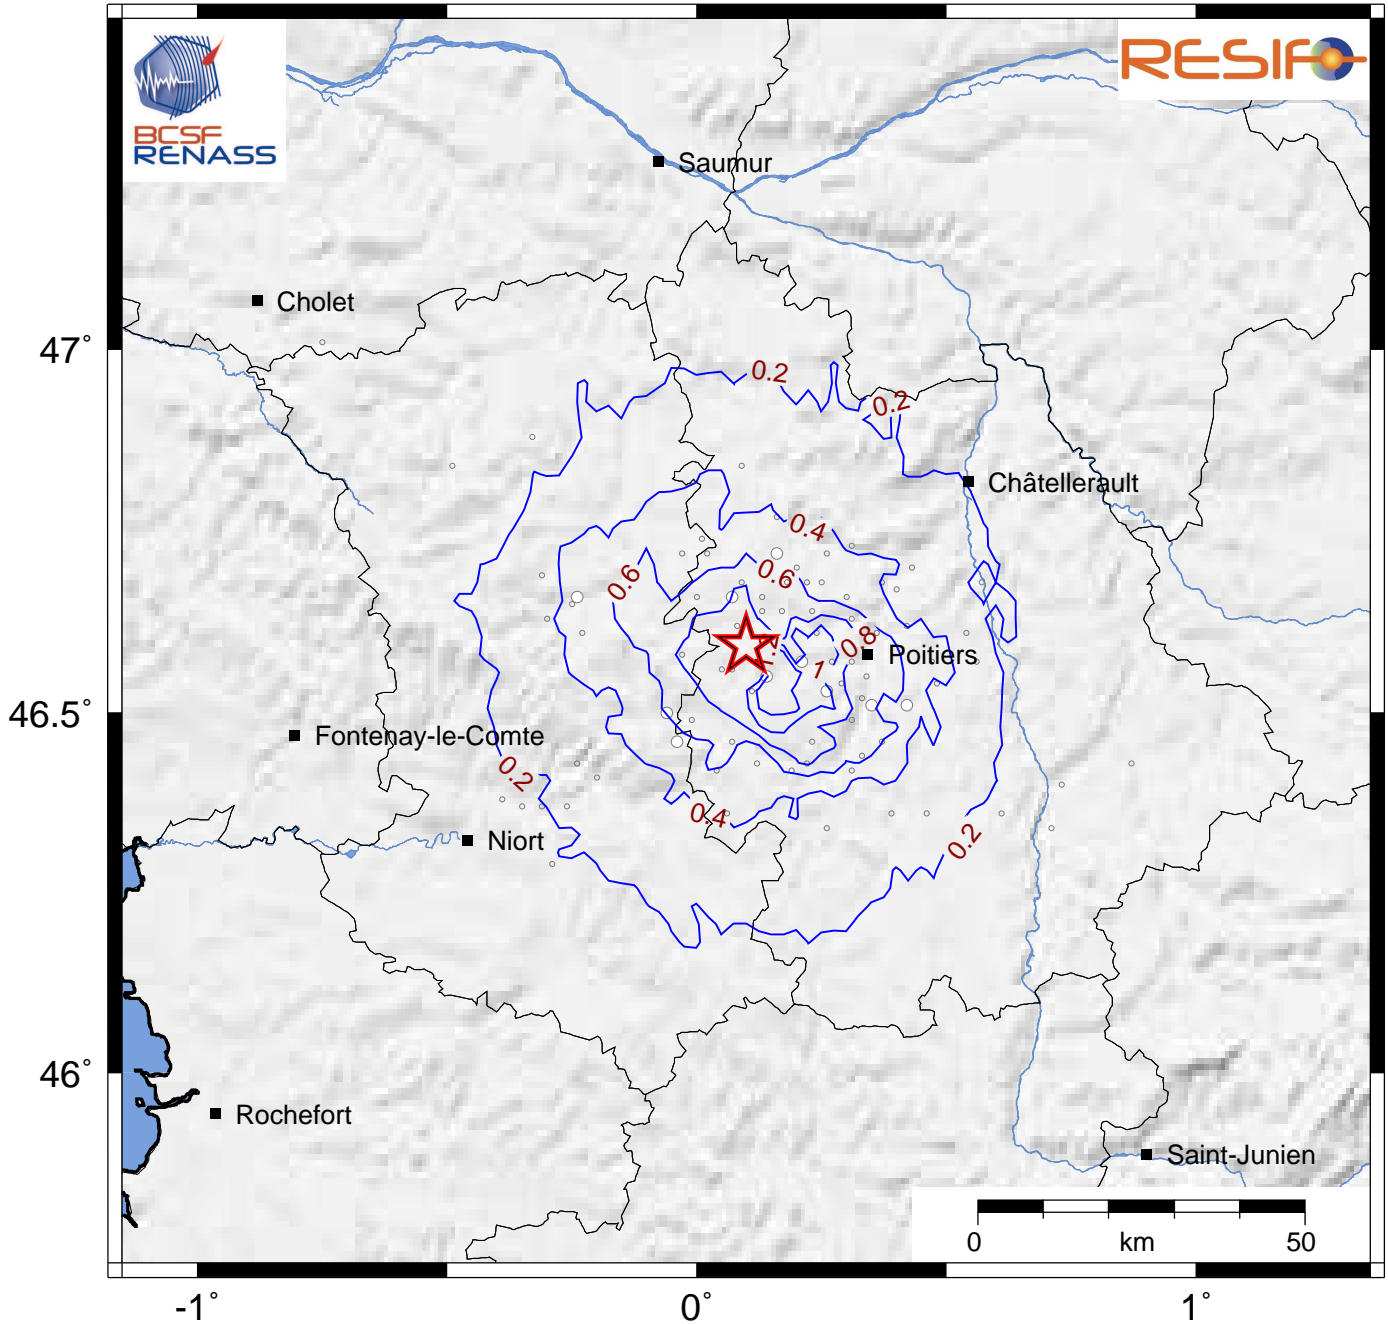 BCSF
RENASS
RESIF
Saumur
Cholet
47°
0.2
0.2
Châtellerault
0.4
0.6
0.6
0.8
Poitiers
1
46.5°
Fontenay-le-Comte
0.2
0.4
0.2
Niort
46°
Rochefort
Saint-Junien
0 km 50
-1° 0° 1°